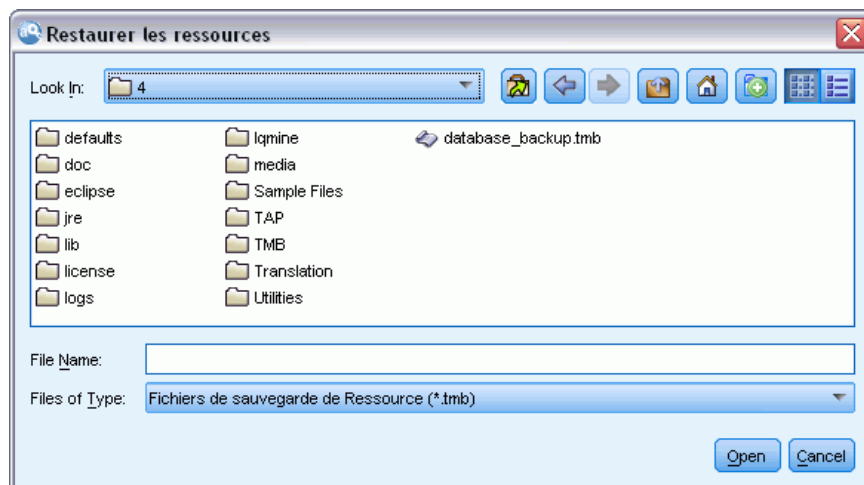 Restaurer les ressources
Look In: 4
defaults lqmine database_backup.tmb
doc media
eclipse Sample Files
jre TAP
lib TMB
license Translation
logs Utilities
File Name:
Files of Type: Fichiers de sauvegarde de Ressource (*.tmb)
Open Cancel